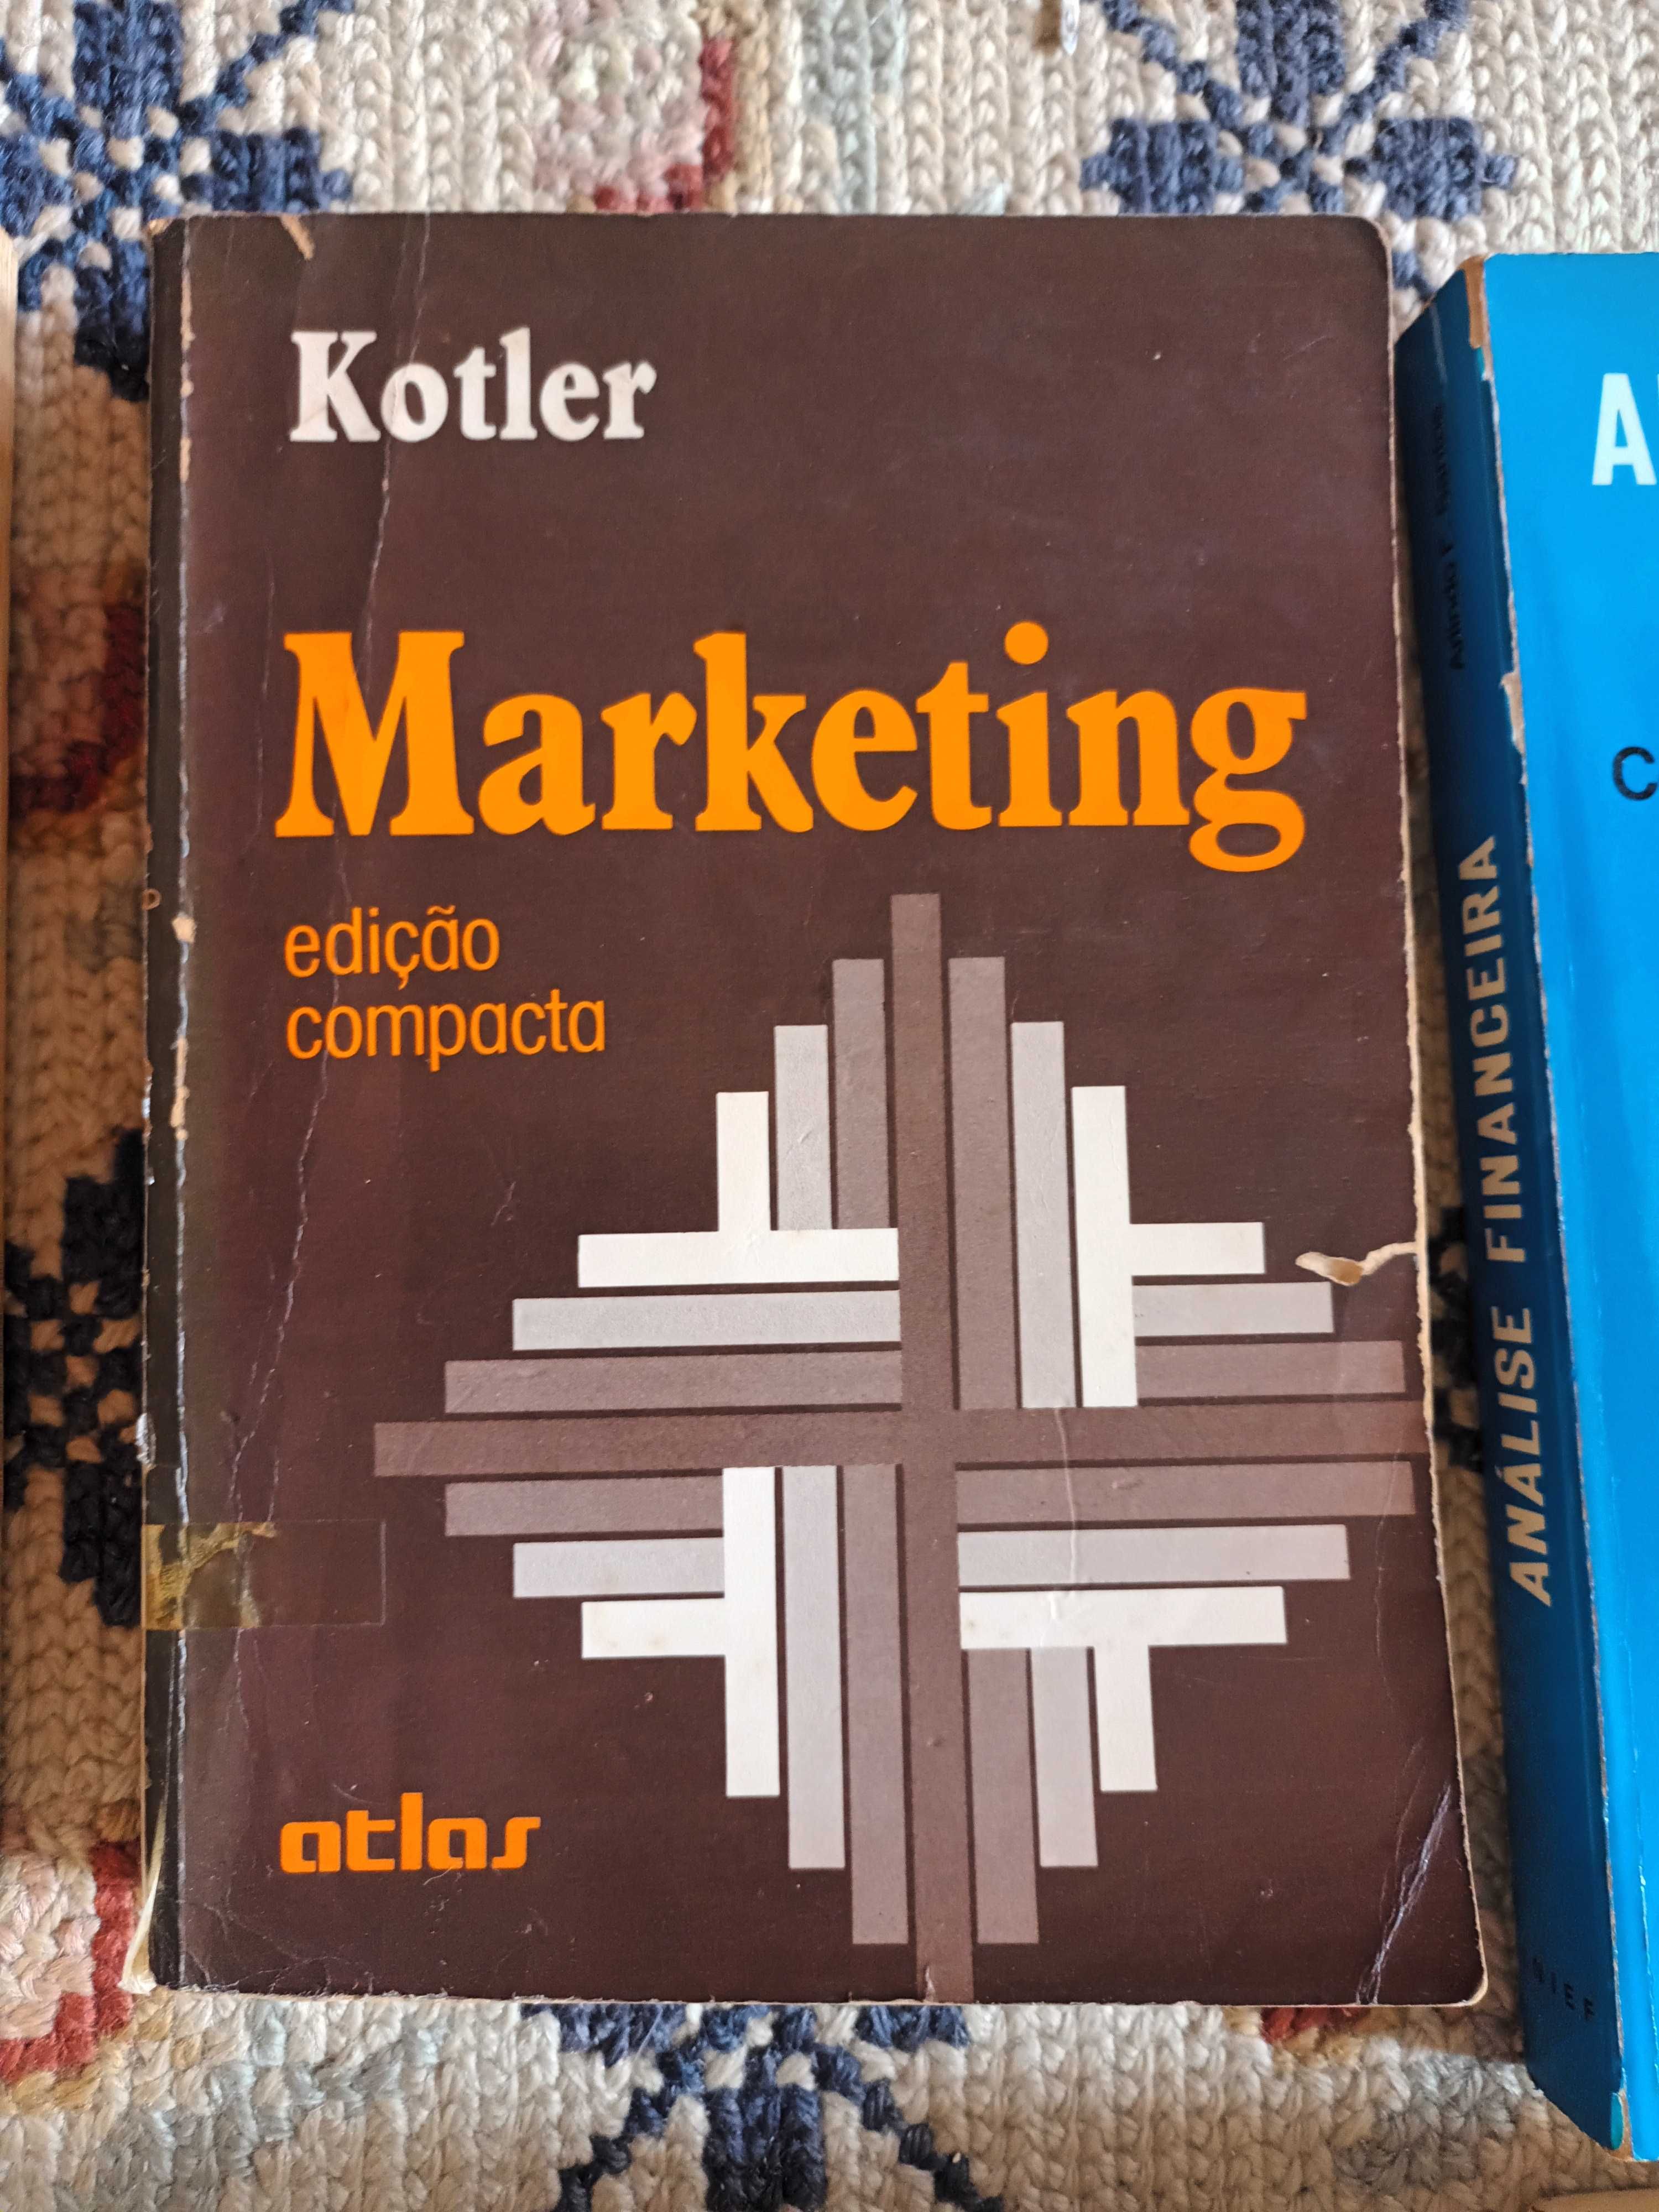 Kotler
Marketing
edição
compacta
atlas
ANÁLISE FINANCEIRA
A
C